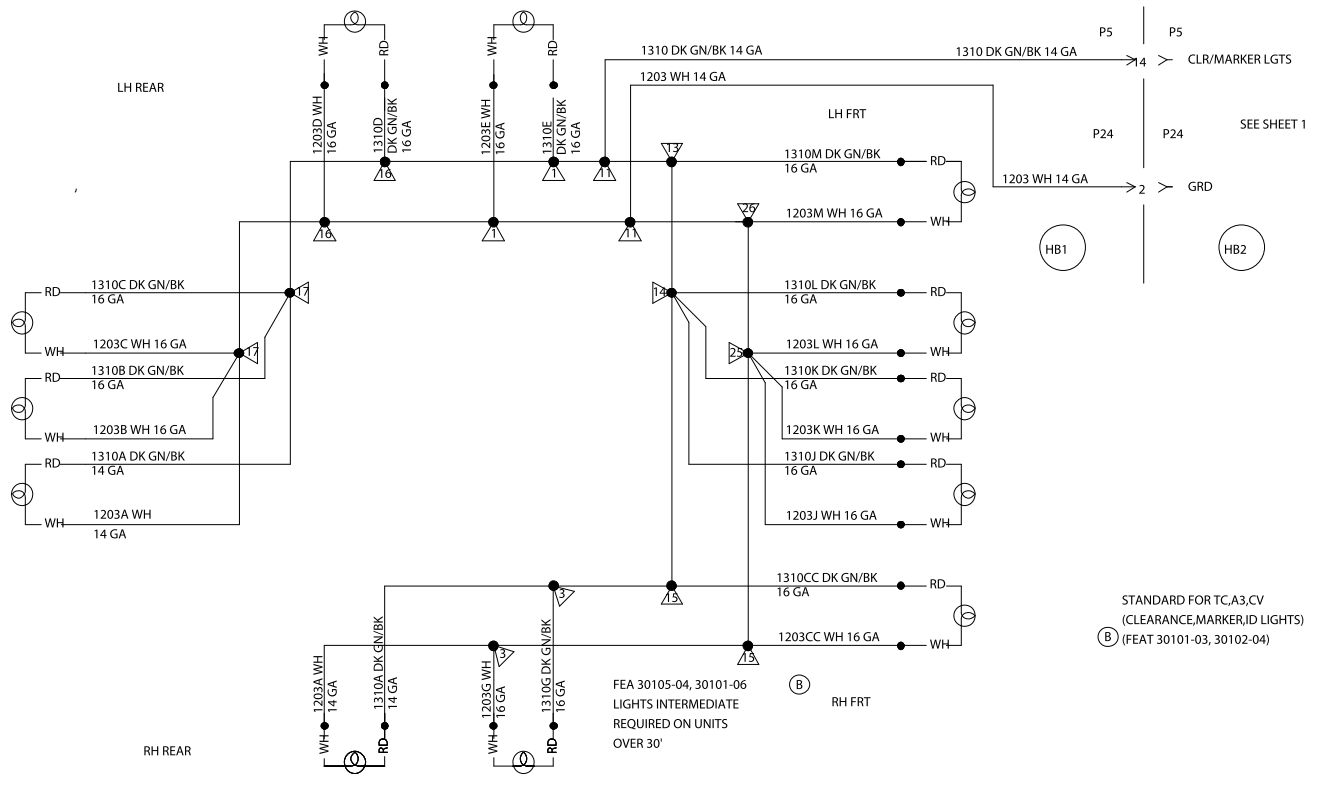 P5 P5
1310 DK GN/BK 14 GA
1310 DK GN/BK 14 GA
14
CLR/MARKER LGTS
WH RD WH RD
1203 WH 14 GA
LH REAR
LH FRT
P24 P24
SEE SHEET 1
1203D WH
16 GA
1310D
DK GN/BK
16 GA
1203E WH
16 GA
1310E
DK GN/BK
16 GA
13
1310M DK GN/BK
16 GA
RD
16 1 11
1203 WH 14 GA
2
GRD
26
1203M WH 16 GA
WH
16 1 11
HB1
HB2
RD
1310C DK GN/BK
16 GA
17
14
1310L DK GN/BK
16 GA
RD
WH
1203C WH 16 GA
17
25
1203L WH 16 GA
WH
RD
1310B DK GN/BK
16 GA
1310K DK GN/BK
16 GA
RD
WH
1203B WH 16 GA
1203K WH 16 GA
WH
RD
1310A DK GN/BK
14 GA
1310J DK GN/BK
16 GA
RD
WH
1203A WH
14 GA
1203J WH 16 GA
WH
3
15
1310CC DK GN/BK
16 GA
RD
3
15
1203CC WH 16 GA
WH
STANDARD FOR TC,A3,CV
(CLEARANCE,MARKER,ID LIGHTS)
B (FEAT 30101-03, 30102-04)
1203A WH
14 GA
1310A DK GN/BK
14 GA
1203G WH
16 GA
1310G DK GN/BK
16 GA
FEA 30105-04, 30101-06
LIGHTS INTERMEDIATE
REQUIRED ON UNITS
OVER 30'
B
RH FRT
WH RD WH RD
RH REAR